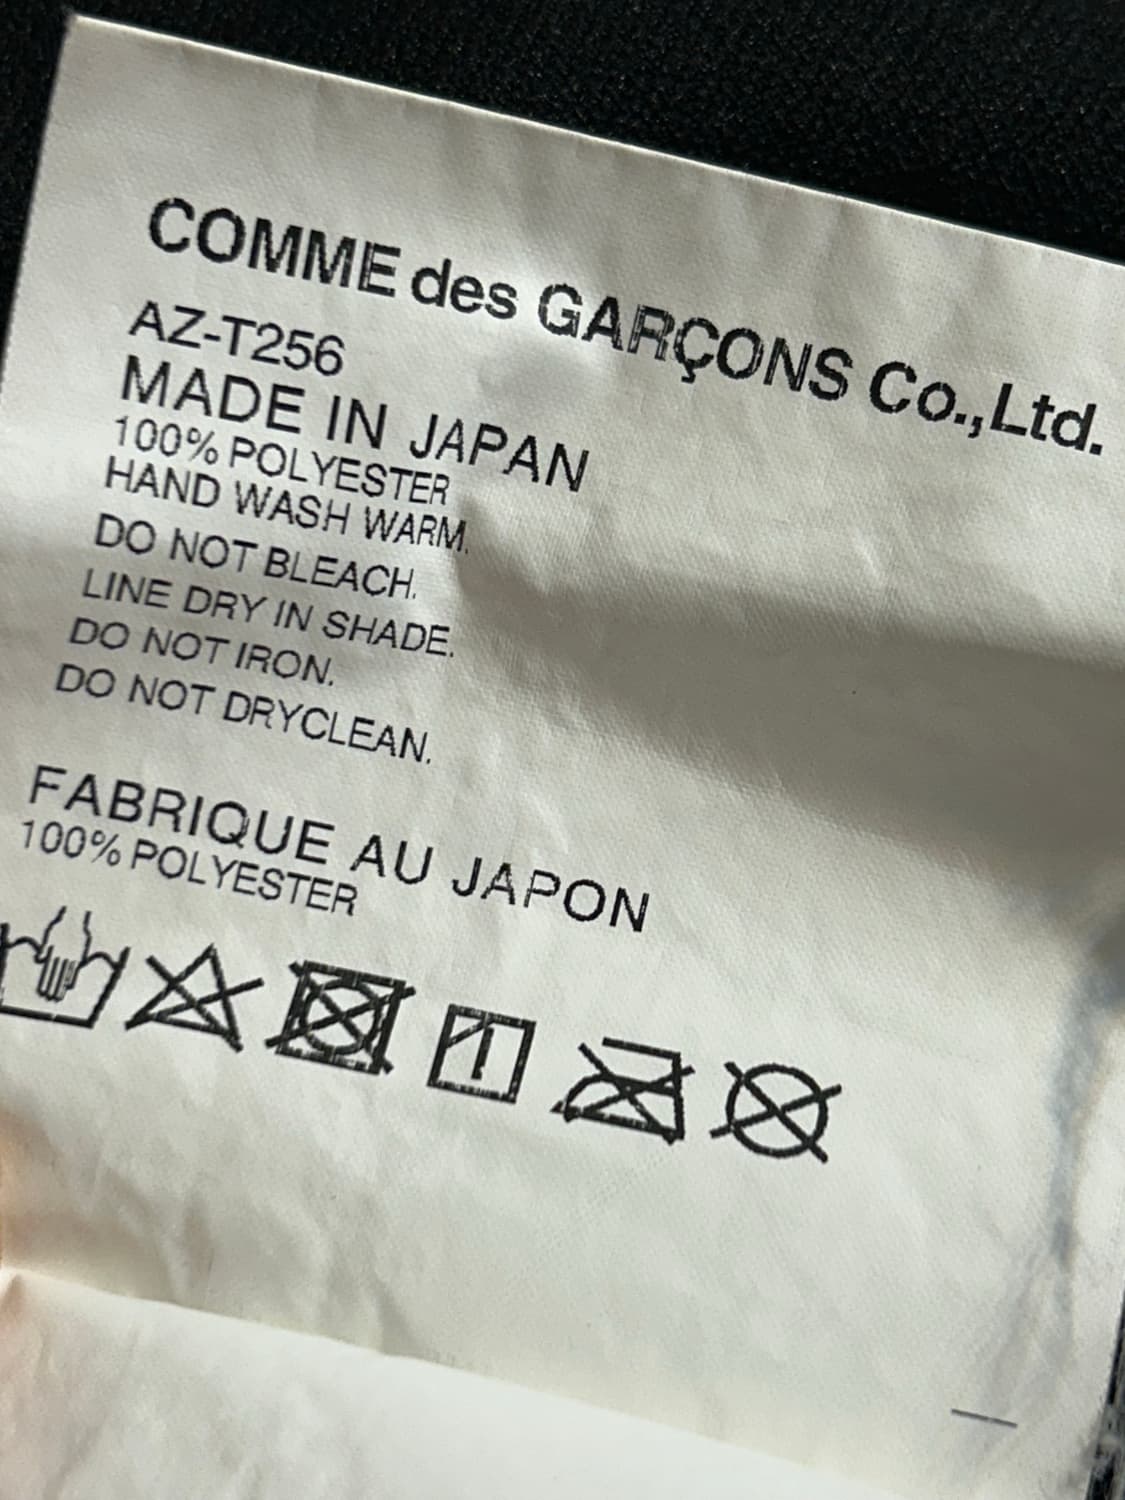 COMME des GARÇONS Co.,Ltd.
AZ-T256
MADE IN JAPAN
100% POLYESTER
HAND WASH WARM.
DO NOT BLEACH.
LINE DRY IN SHADE.
DO NOT IRON.
DO NOT DRYCLEAN.
FABRIQUE AU JAPON
100% POLYESTER